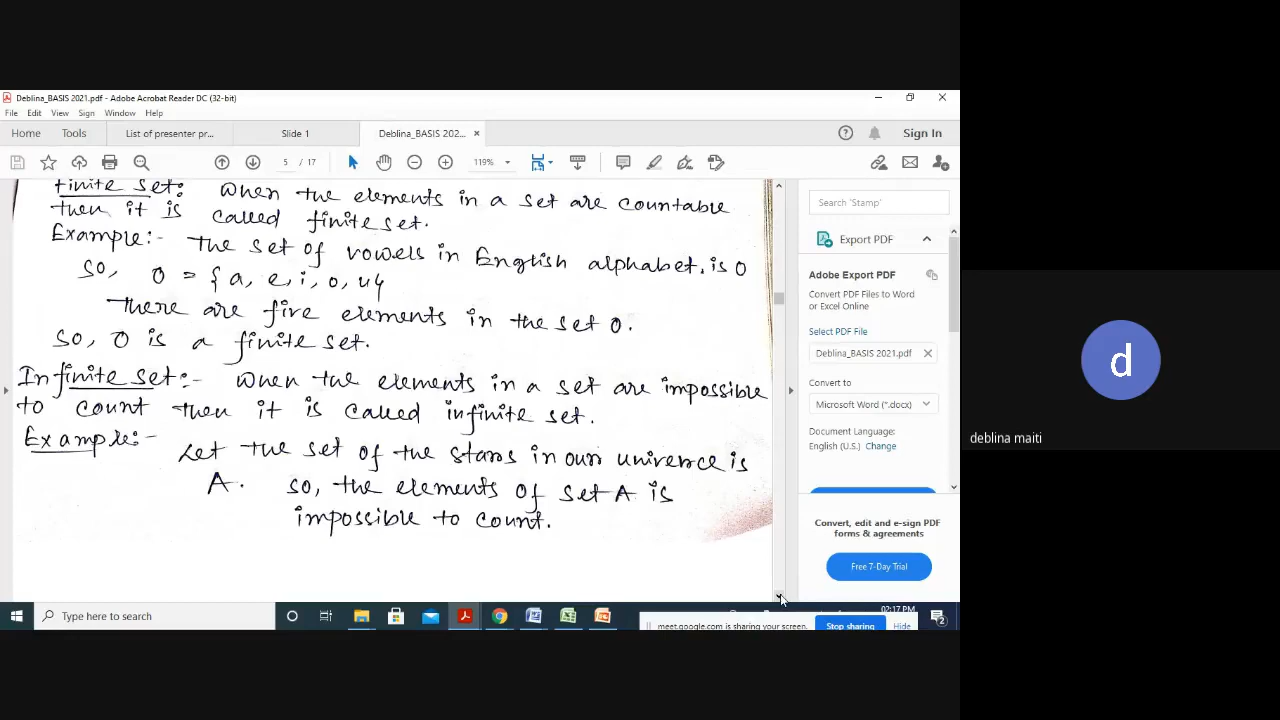 Deblina_BASIS 2021.pdf - Adobe Acrobat Reader DC (32-bit)
File Edit View Sign Window Help
Home Tools List of presenter pr... Slide 1 Deblina_BASIS 202... Sign In
5 / 17 119%
Finite set:- When the elements in a set are countable
then it is called finite set.
Example:- The set of vowels in English alphabet, is O
So, O = {a, e, i, o, u}
There are five elements in the set O.
So, O is a finite set.
Infinite set:- When the elements in a set are impossible
to count then it is called infinite set.
Example:-
Let the set of the stars in our univerce is
A. So, the elements of set A is
impossible to count.
Search 'Stamp'
Export PDF
Adobe Export PDF
Convert PDF Files to Word
or Excel Online
Select PDF File
Deblina_BASIS 2021.pdf
Convert to
Microsoft Word (*.docx)
Document Language:
English (U.S.) Change
Convert, edit and e-sign PDF
forms & agreements
Free 7-Day Trial
d
deblina maiti
Type here to search
02:17 PM
2
meet.google.com is sharing your screen. Stop sharing Hide